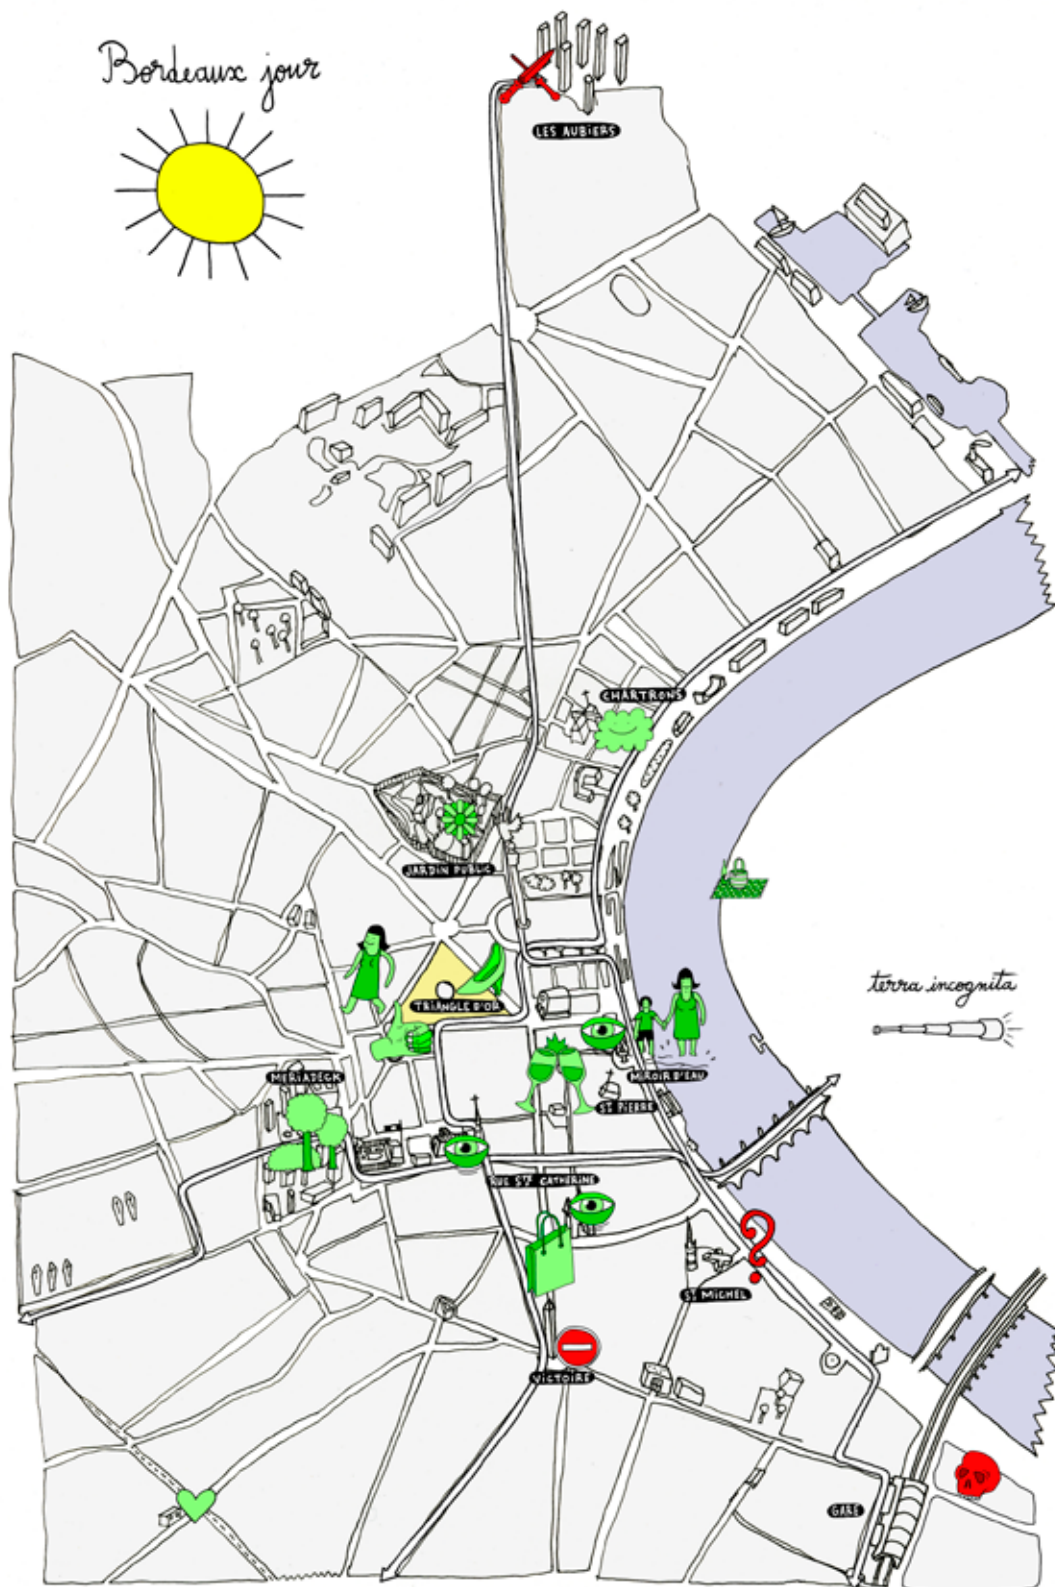 Bordeaux jour
LES AUBIERS
CHARTRONS
JARDIN PUBLIC
terra incognita
TRIANGLE D'OR
MERIADECK
MIROIR D'EAU
ST PIERRE
RUE STE CATHERINE
?
ST MICHEL
VICTOIRE
GARE